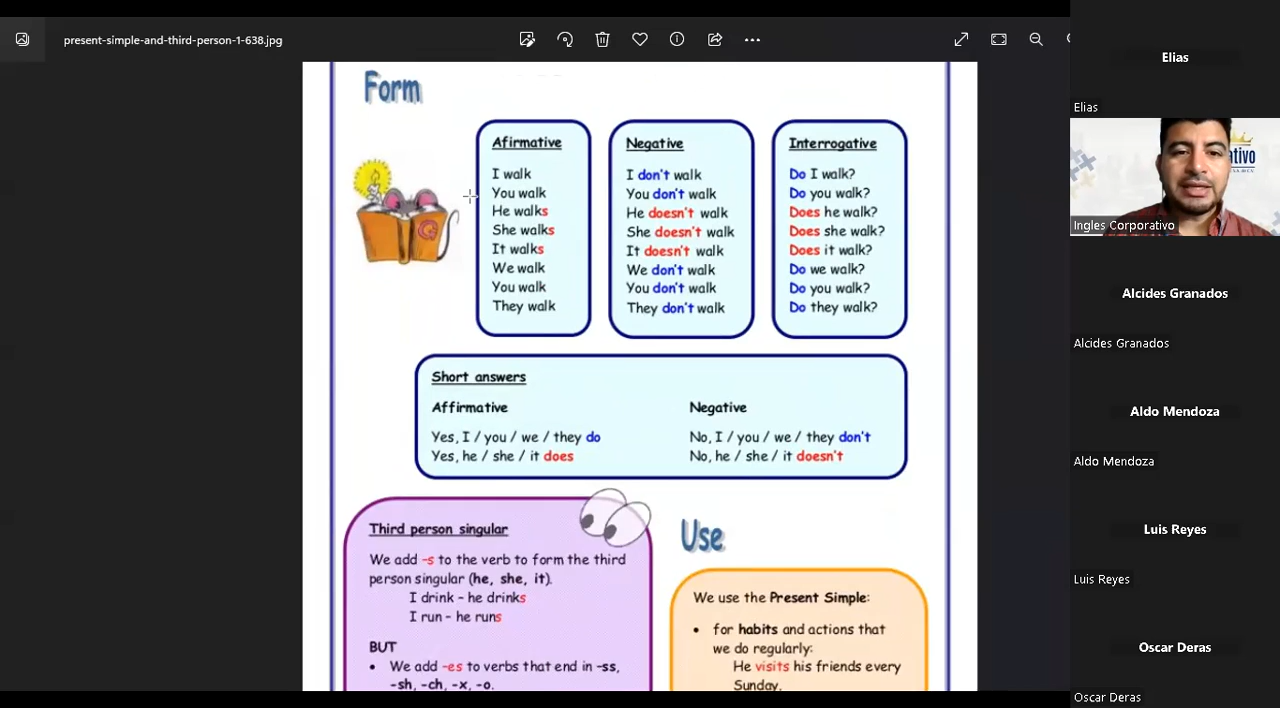 present-simple-and-third-person-1-638.jpg
Form
Afirmative
I walk
You walk
He walks
She walks
It walks
We walk
You walk
They walk
Negative
I don't walk
You don't walk
He doesn't walk
She doesn't walk
It doesn't walk
We don't walk
You don't walk
They don't walk
Interrogative
Do I walk?
Do you walk?
Does he walk?
Does she walk?
Does it walk?
Do we walk?
Do you walk?
Do they walk?
Short answers
Affirmative
Yes, I / you / we / they do
Yes, he / she / it does
Negative
No, I / you / we / they don't
No, he / she / it doesn't
Third person singular
We add -s to the verb to form the third
person singular (he, she, it).
I drink – he drinks
I run – he runs
BUT
• We add -es to verbs that end in -ss,
-sh, -ch, -x, -o.
Use
We use the Present Simple:
• for habits and actions that
we do regularly:
He visits his friends every
Sunday.
Elias
Elias
Ingles Corporativo
Alcides Granados
Alcides Granados
Aldo Mendoza
Aldo Mendoza
Luis Reyes
Luis Reyes
Oscar Deras
Oscar Deras